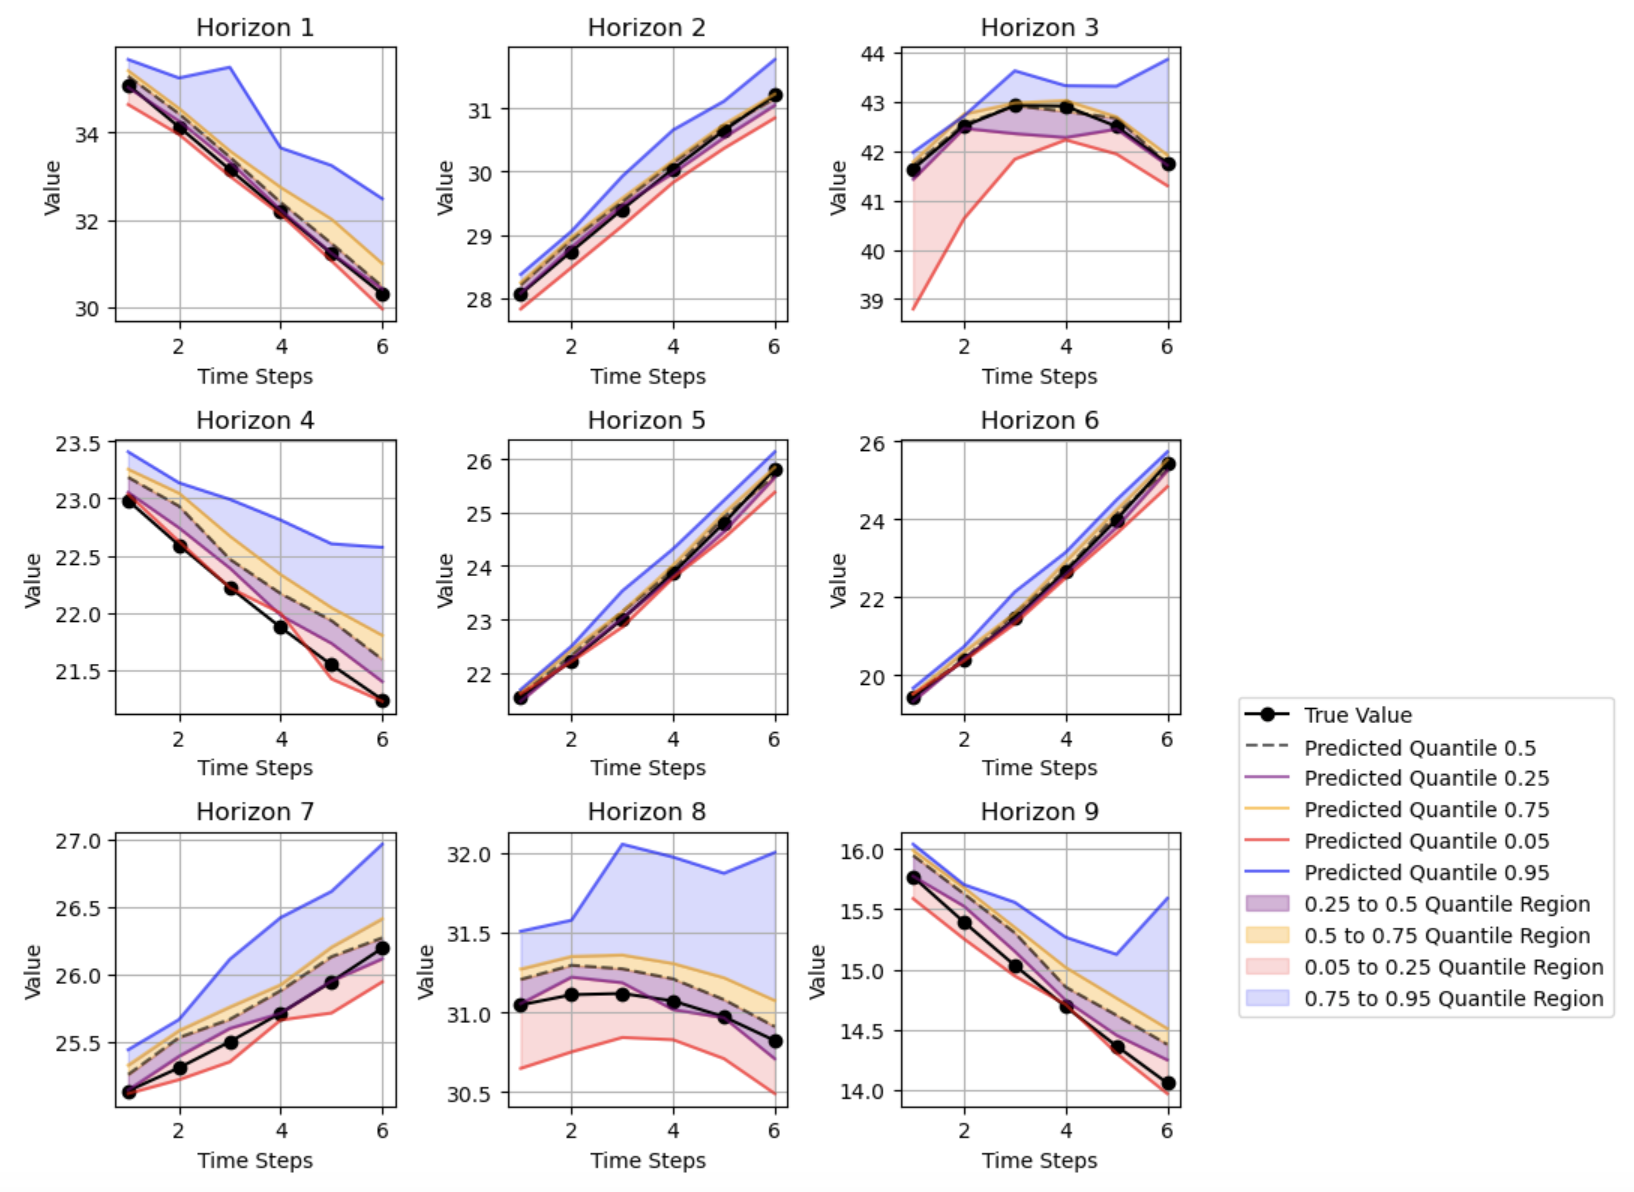 Horizon 1
Horizon 2
Horizon 3
Value
34
32
30
2
4
6
Time Steps
Value
31
30
29
28
2
4
6
Time Steps
Value
44
43
42
41
40
39
2
4
6
Time Steps
Horizon 4
Horizon 5
Horizon 6
Value
23.5
23.0
22.5
22.0
21.5
2
4
6
Time Steps
Value
26
25
24
23
22
2
4
6
Time Steps
Value
26
24
22
20
2
4
6
Time Steps
Horizon 7
Horizon 8
Horizon 9
Value
27.0
26.5
26.0
25.5
2
4
6
Time Steps
Value
32.0
31.5
31.0
30.5
2
4
6
Time Steps
Value
16.0
15.5
15.0
14.5
14.0
2
4
6
Time Steps
True Value
Predicted Quantile 0.5
Predicted Quantile 0.25
Predicted Quantile 0.75
Predicted Quantile 0.05
Predicted Quantile 0.95
0.25 to 0.5 Quantile Region
0.5 to 0.75 Quantile Region
0.05 to 0.25 Quantile Region
0.75 to 0.95 Quantile Region